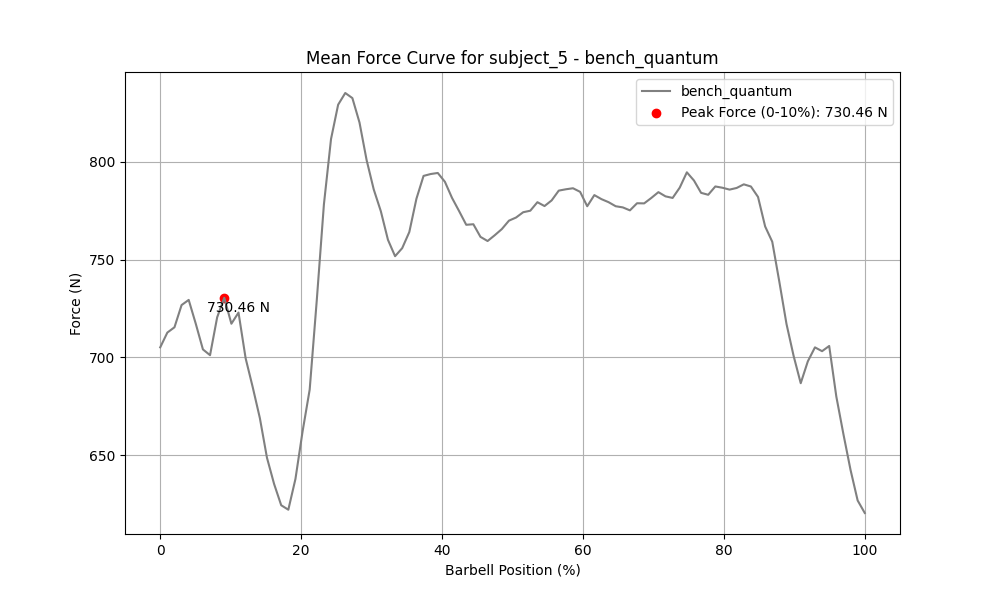 Mean Force Curve for subject_5 - bench_quantum
bench_quantum
Peak Force (0-10%): 730.46 N
800
750
700
650
Force (N)
730.46 N
0 20 40 60 80 100
Barbell Position (%)